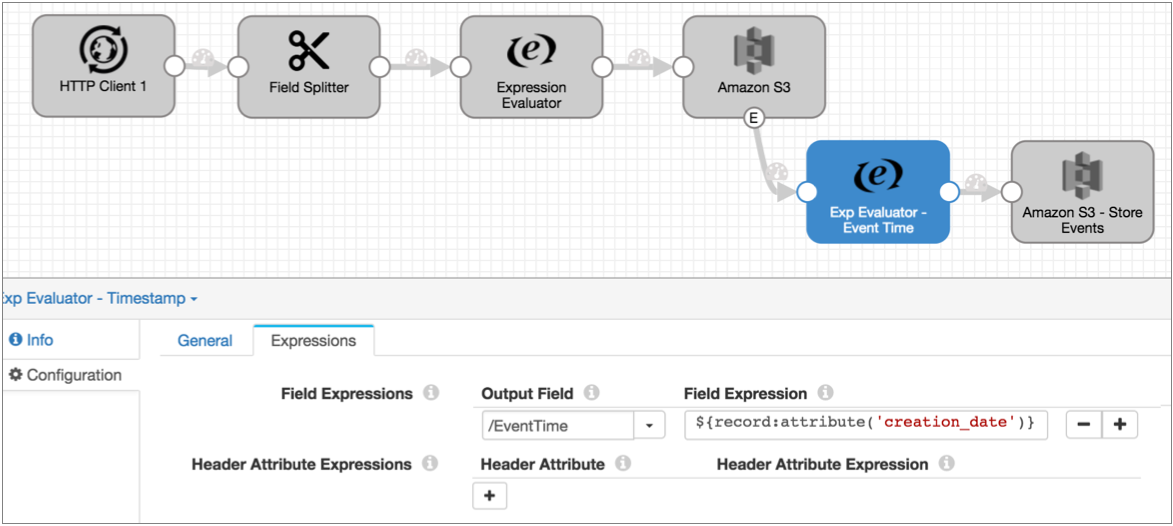 HTTP Client 1
Field Splitter
Expression
Evaluator
Amazon S3
E
Exp Evaluator -
Event Time
Amazon S3 - Store
Events
xp Evaluator - Timestamp
Info
General
Expressions
Configuration
Field Expressions
Output Field
Field Expression
/EventTime
${record:attribute('creation_date')}
Header Attribute Expressions
Header Attribute
Header Attribute Expression